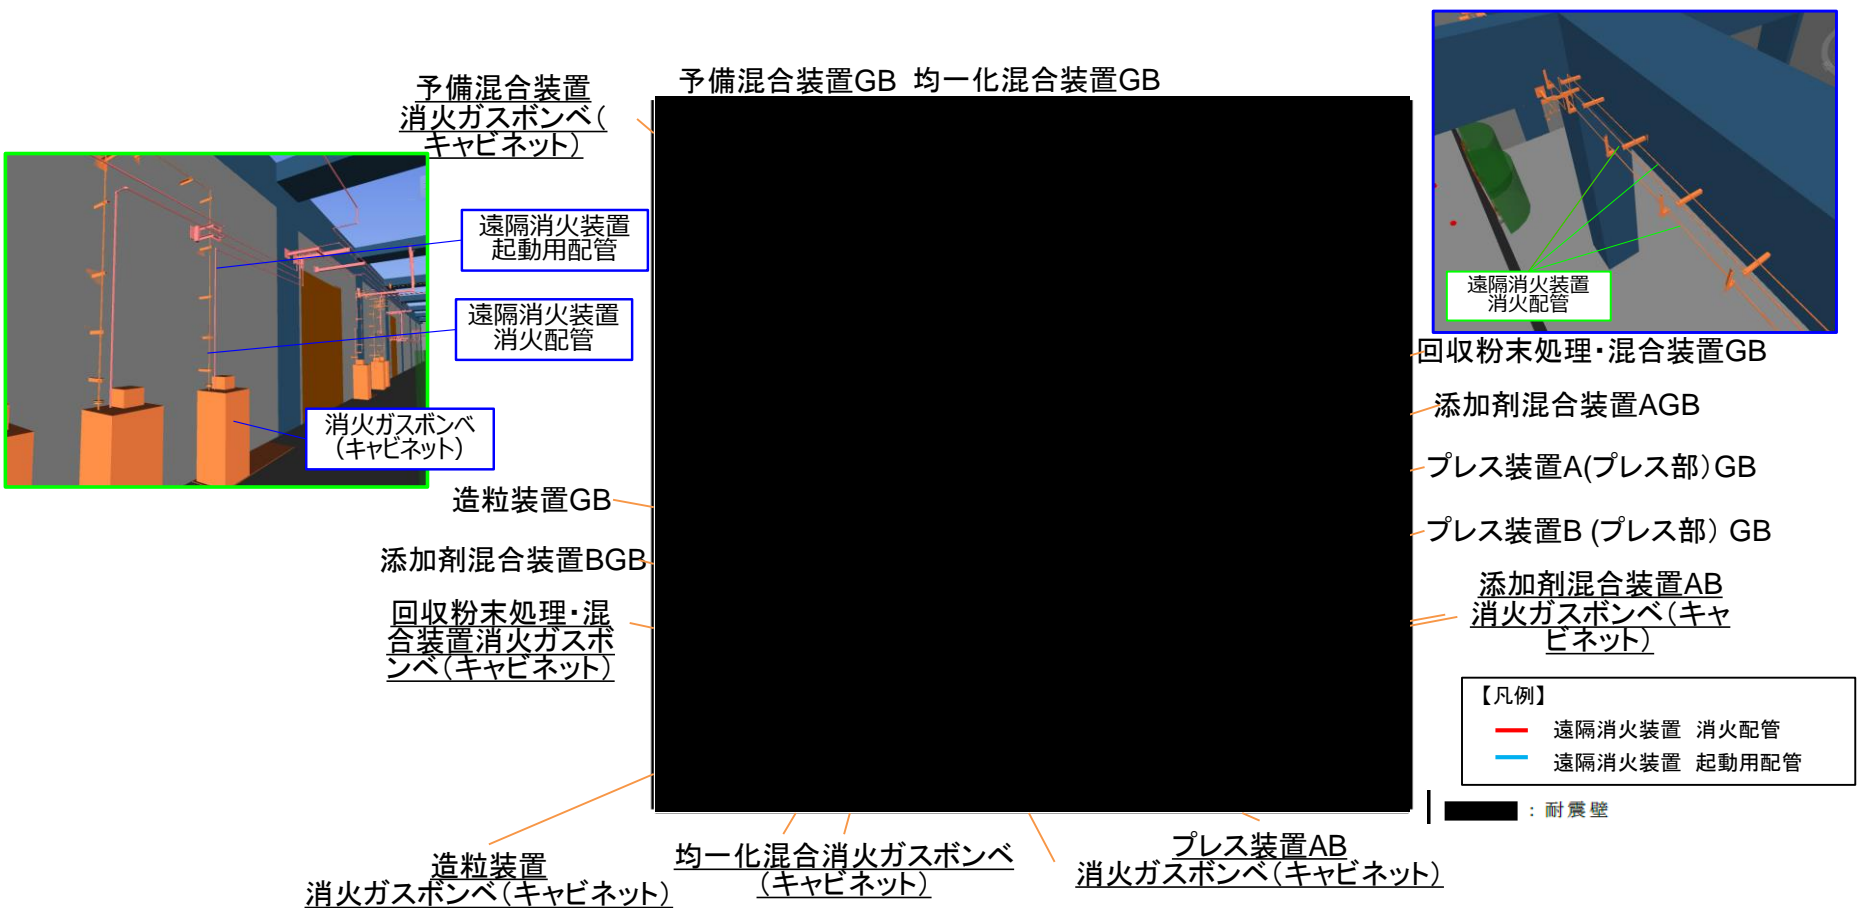 予備混合装置
消火ガスボンベ(
キャビネット)
予備混合装置GB 均一化混合装置GB
遠隔消火装置
起動用配管
遠隔消火装置
消火配管
消火ガスボンベ
(キャビネット)
遠隔消火装置
消火配管
回収粉末処理・混合装置GB
添加剤混合装置AGB
プレス装置A(プレス部)GB
プレス装置B (プレス部) GB
添加剤混合装置AB
消火ガスボンベ(キャ
ビネット)
造粒装置GB
添加剤混合装置BGB
回収粉末処理・混
合装置消火ガスボ
ンベ(キャビネット)
【凡例】
遠隔消火装置 消火配管
遠隔消火装置 起動用配管
：耐震壁
造粒装置
消火ガスボンベ(キャビネット)
均一化混合消火ガスボンベ
(キャビネット)
プレス装置AB
消火ガスボンベ(キャビネット)